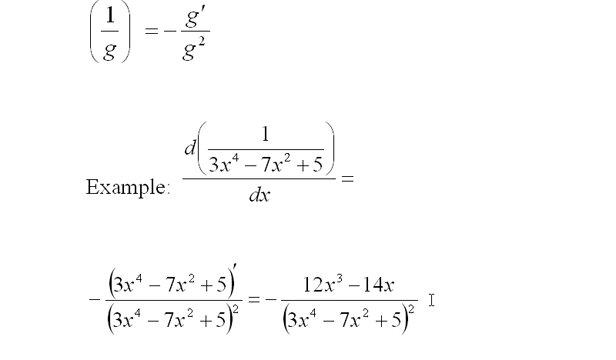 (1/g) = -g′/g²
Example: d(1/(3x⁴ − 7x² + 5))/dx =
-(3x⁴ − 7x² + 5)′/(3x⁴ − 7x² + 5)² = -(12x³ − 14x)/(3x⁴ − 7x² + 5)²